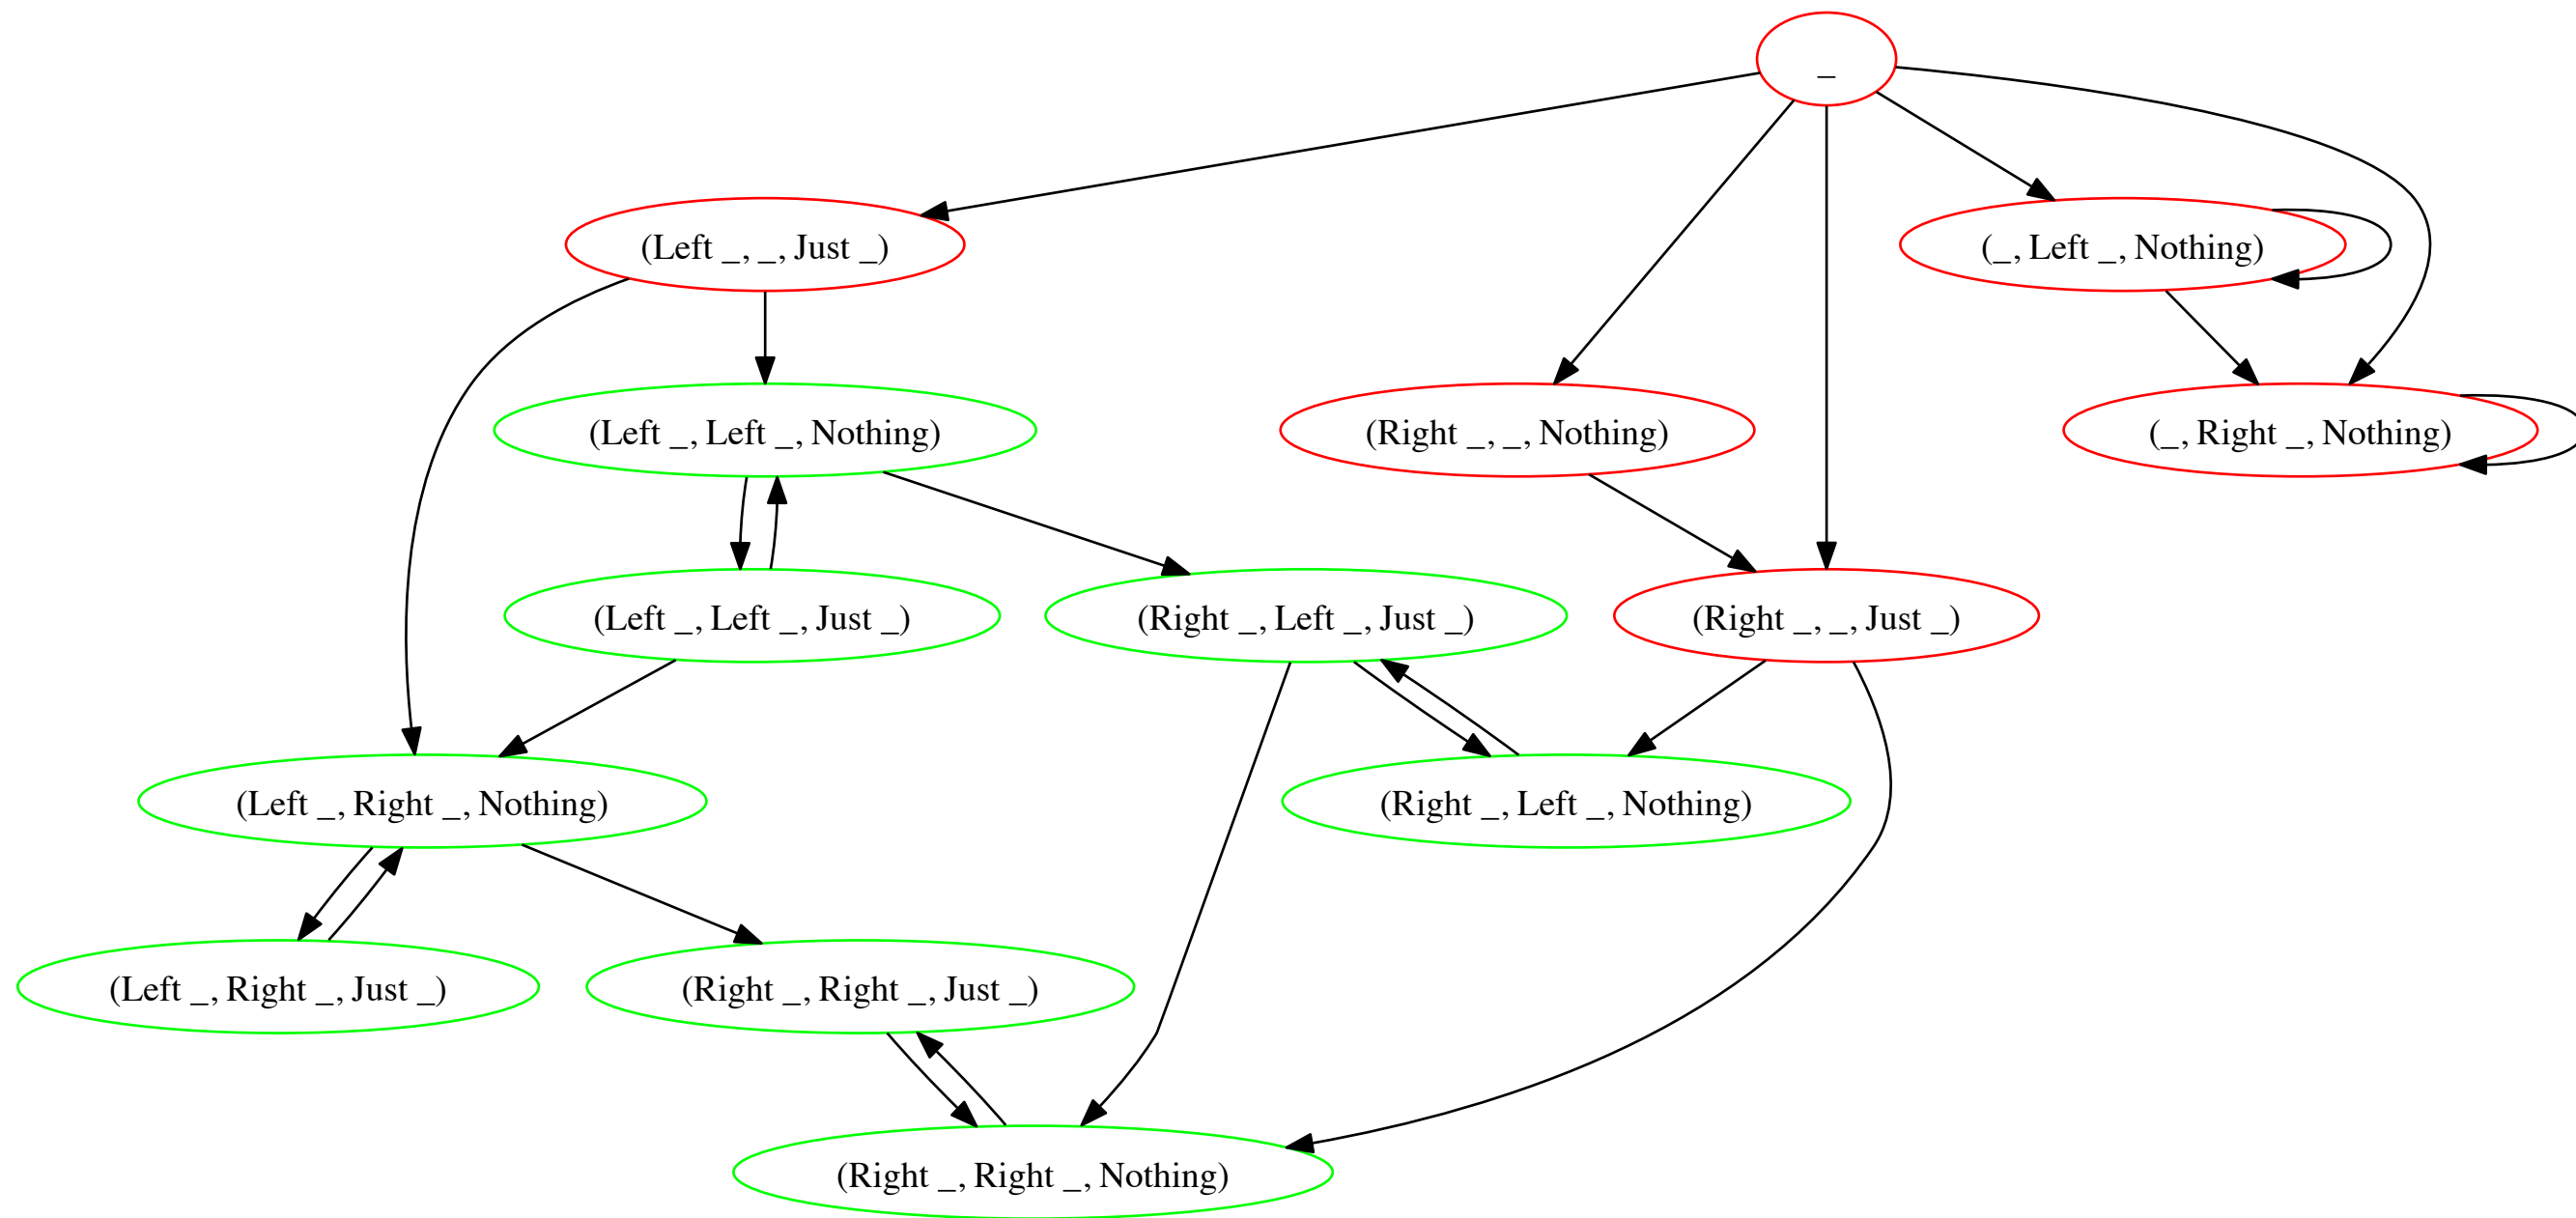 _
(Left _, _, Just _)
(_, Left _, Nothing)
(Left _, Left _, Nothing)
(Right _, _, Nothing)
(_, Right _, Nothing)
(Left _, Left _, Just _)
(Right _, Left _, Just _)
(Right _, _, Just _)
(Left _, Right _, Nothing)
(Right _, Left _, Nothing)
(Left _, Right _, Just _)
(Right _, Right _, Just _)
(Right _, Right _, Nothing)